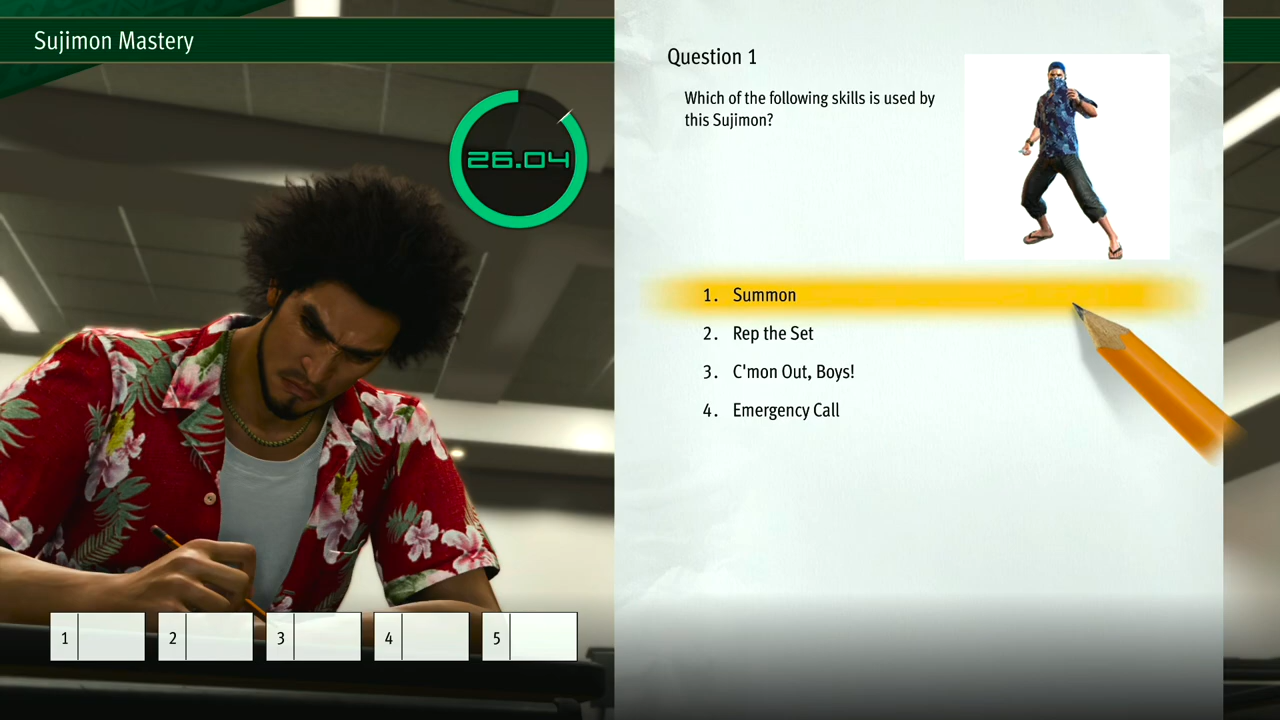 Sujimon Mastery
26.04
Question 1
Which of the following skills is used by
this Sujimon?
1. Summon
2. Rep the Set
3. C'mon Out, Boys!
4. Emergency Call
1
2
3
4
5